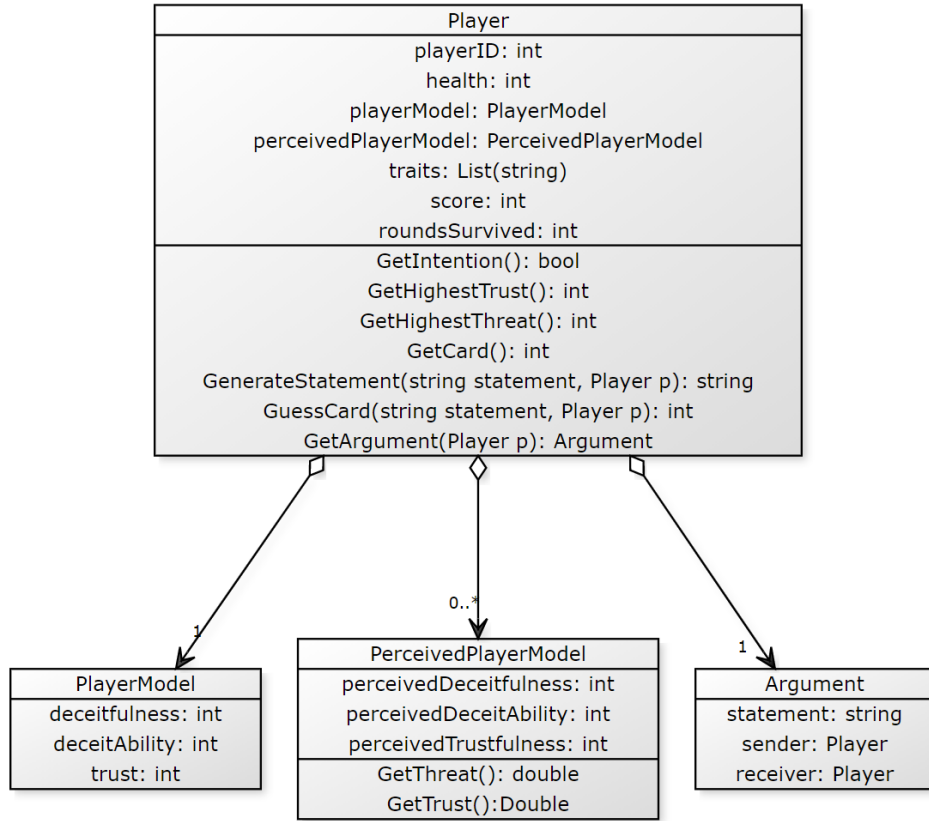 Player
playerID: int
health: int
playerModel: PlayerModel
perceivedPlayerModel: PerceivedPlayerModel
traits: List(string)
score: int
roundsSurvived: int
GetIntention(): bool
GetHighestTrust(): int
GetHighestThreat(): int
GetCard(): int
GenerateStatement(string statement, Player p): string
GuessCard(string statement, Player p): int
GetArgument(Player p): Argument
1
0..*
1
PlayerModel
deceitfulness: int
deceitAbility: int
trust: int
PerceivedPlayerModel
perceivedDeceitfulness: int
perceivedDeceitAbility: int
perceivedTrustfulness: int
GetThreat(): double
GetTrust():Double
Argument
statement: string
sender: Player
receiver: Player